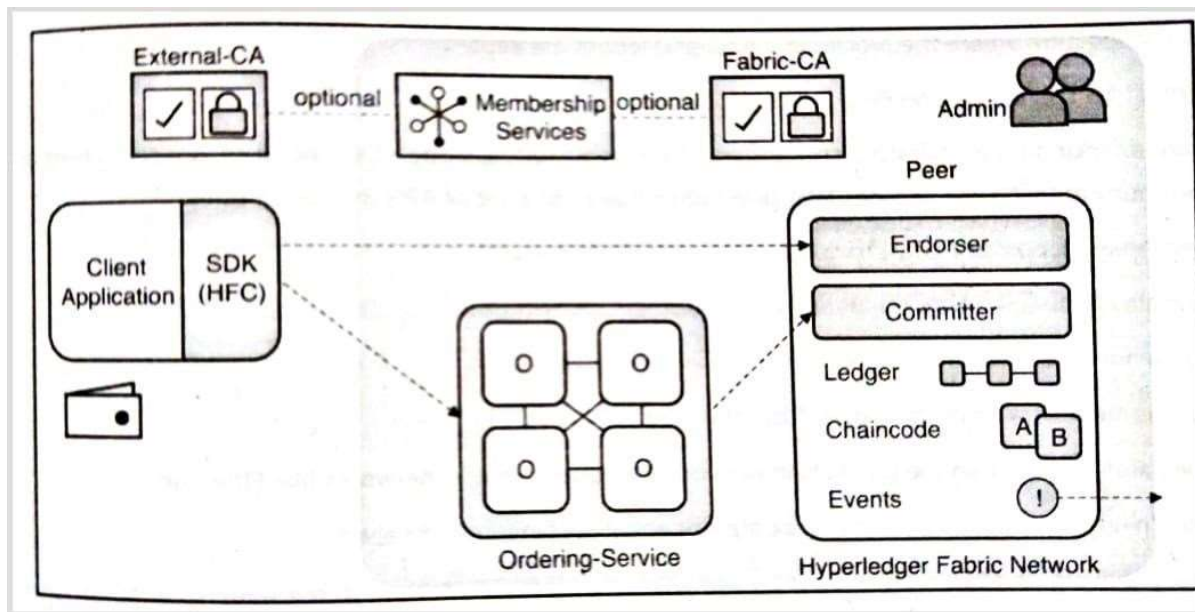 External-CA
optional
Membership
Services
optional
Fabric-CA
Admin
Peer
Client
Application
SDK
(HFC)
Endorser
Committer
Ledger
Chaincode
A
B
Events
!
O
O
O
O
Ordering-Service
Hyperledger Fabric Network